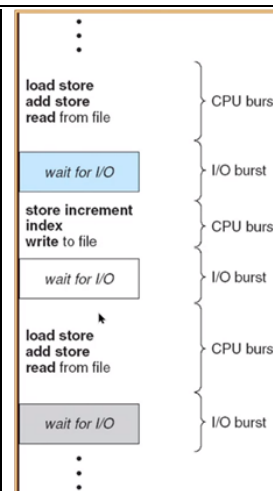 load store
add store
read from file
CPU burs
wait for I/O
I/O burst
store increment
index
write to file
CPU burs
wait for I/O
I/O burst
load store
add store
read from file
CPU burs
wait for I/O
I/O burst